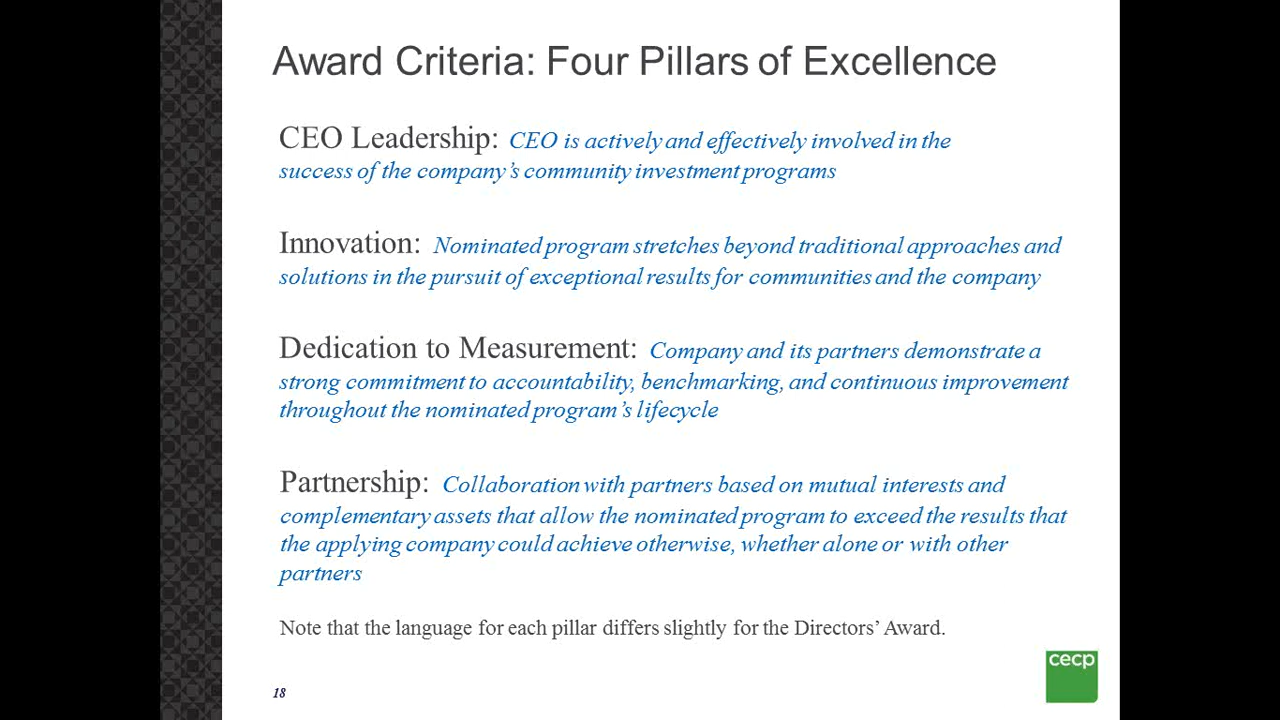 Award Criteria: Four Pillars of Excellence
CEO Leadership: CEO is actively and effectively involved in the
success of the company’s community investment programs
Innovation: Nominated program stretches beyond traditional approaches and
solutions in the pursuit of exceptional results for communities and the company
Dedication to Measurement: Company and its partners demonstrate a
strong commitment to accountability, benchmarking, and continuous improvement
throughout the nominated program’s lifecycle
Partnership: Collaboration with partners based on mutual interests and
complementary assets that allow the nominated program to exceed the results that
the applying company could achieve otherwise, whether alone or with other
partners
Note that the language for each pillar differs slightly for the Directors’ Award.
cecp
18